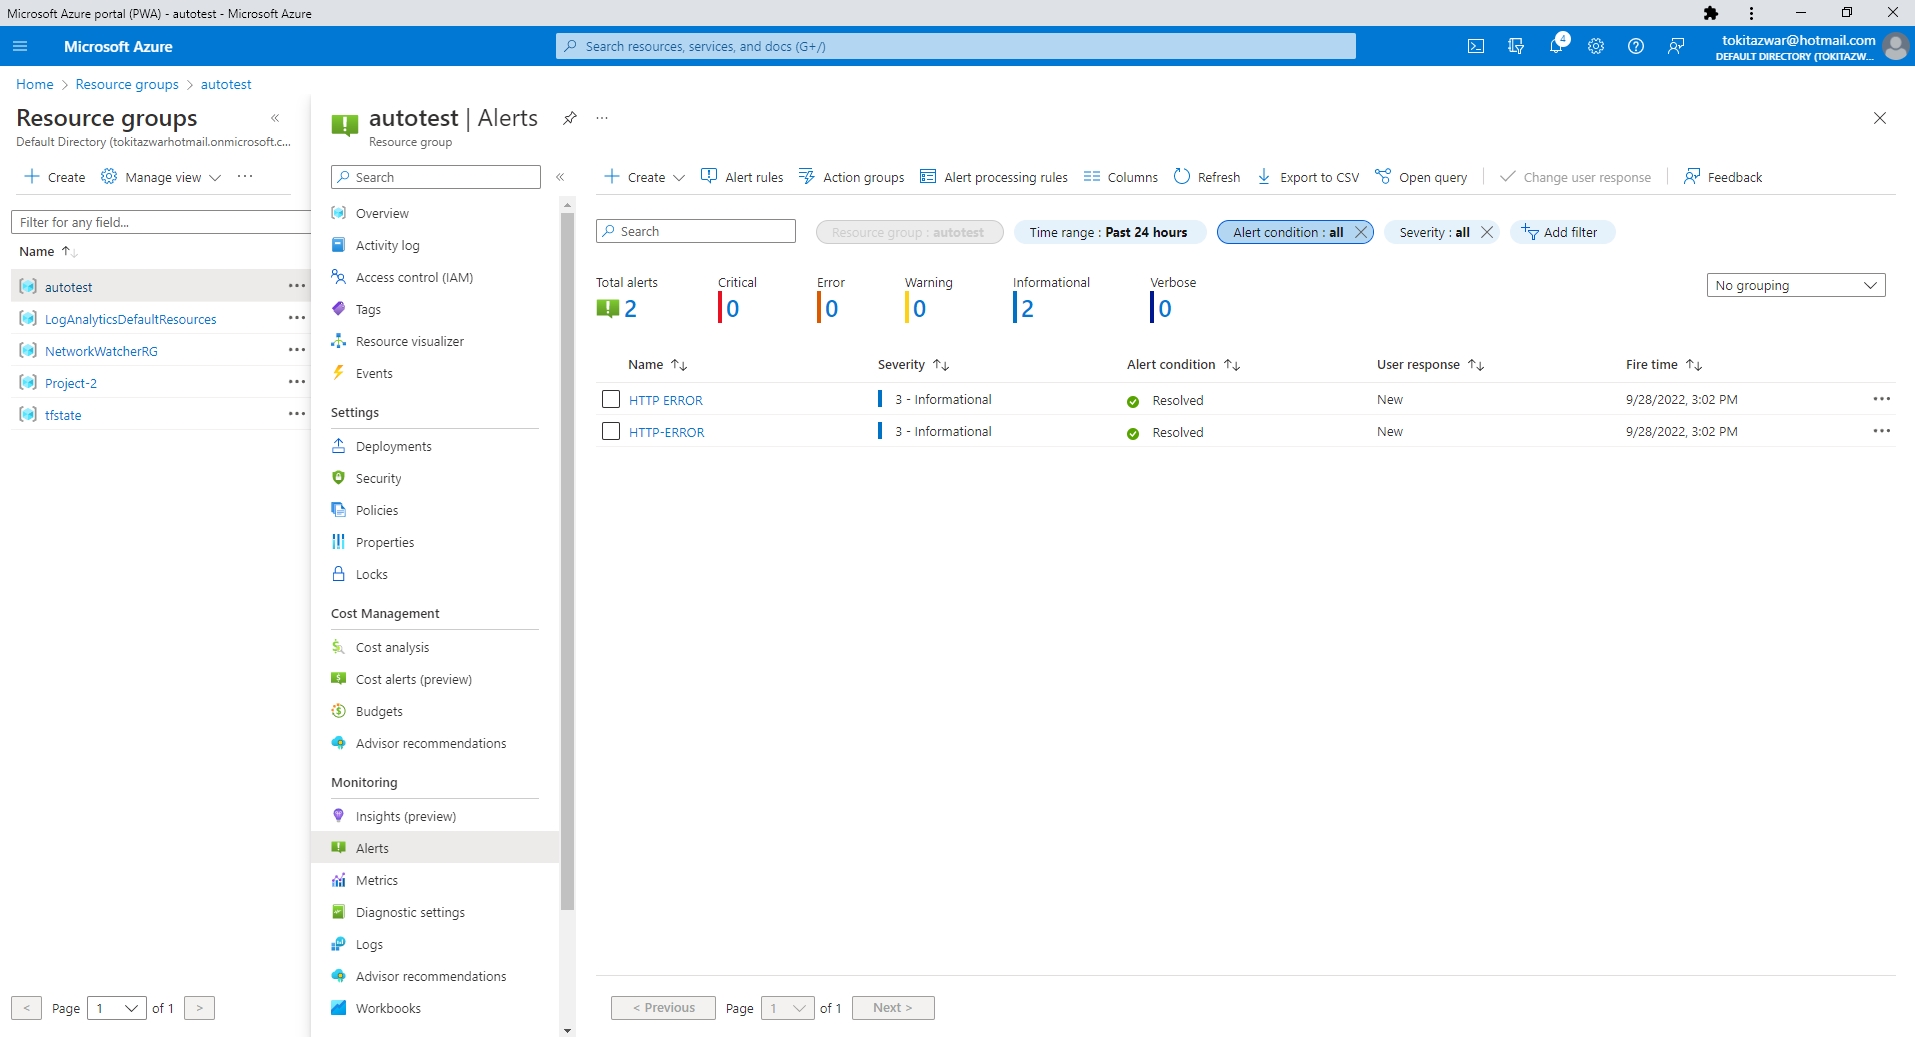 Microsoft Azure portal (PWA) - autotest - Microsoft Azure
Microsoft Azure
Search resources, services, and docs (G+/)
4
tokitazwar@hotmail.com
DEFAULT DIRECTORY (TOKITAZW...
Home > Resource groups > autotest
Resource groups «
Default Directory (tokitazwarhotmail.onmicrosoft.c...
Create Manage view ...
Filter for any field...
Name
autotest ...
LogAnalyticsDefaultResources ...
NetworkWatcherRG ...
Project-2 ...
tfstate ...
< Page 1 of 1 >
autotest | Alerts ...
Resource group
Search «
Overview
Activity log
Access control (IAM)
Tags
Resource visualizer
Events
Settings
Deployments
Security
Policies
Properties
Locks
Cost Management
Cost analysis
Cost alerts (preview)
Budgets
Advisor recommendations
Monitoring
Insights (preview)
Alerts
Metrics
Diagnostic settings
Logs
Advisor recommendations
Workbooks
Create Alert rules Action groups Alert processing rules Columns Refresh Export to CSV Open query Change user response Feedback
Search Resource group : autotest Time range : Past 24 hours Alert condition : all Severity : all Add filter
Total alerts Critical Error Warning Informational Verbose
2 0 0 0 2 0
No grouping
Name Severity Alert condition User response Fire time
HTTP ERROR 3 - Informational Resolved New 9/28/2022, 3:02 PM ...
HTTP-ERROR 3 - Informational Resolved New 9/28/2022, 3:02 PM ...
< Previous Page 1 of 1 Next >